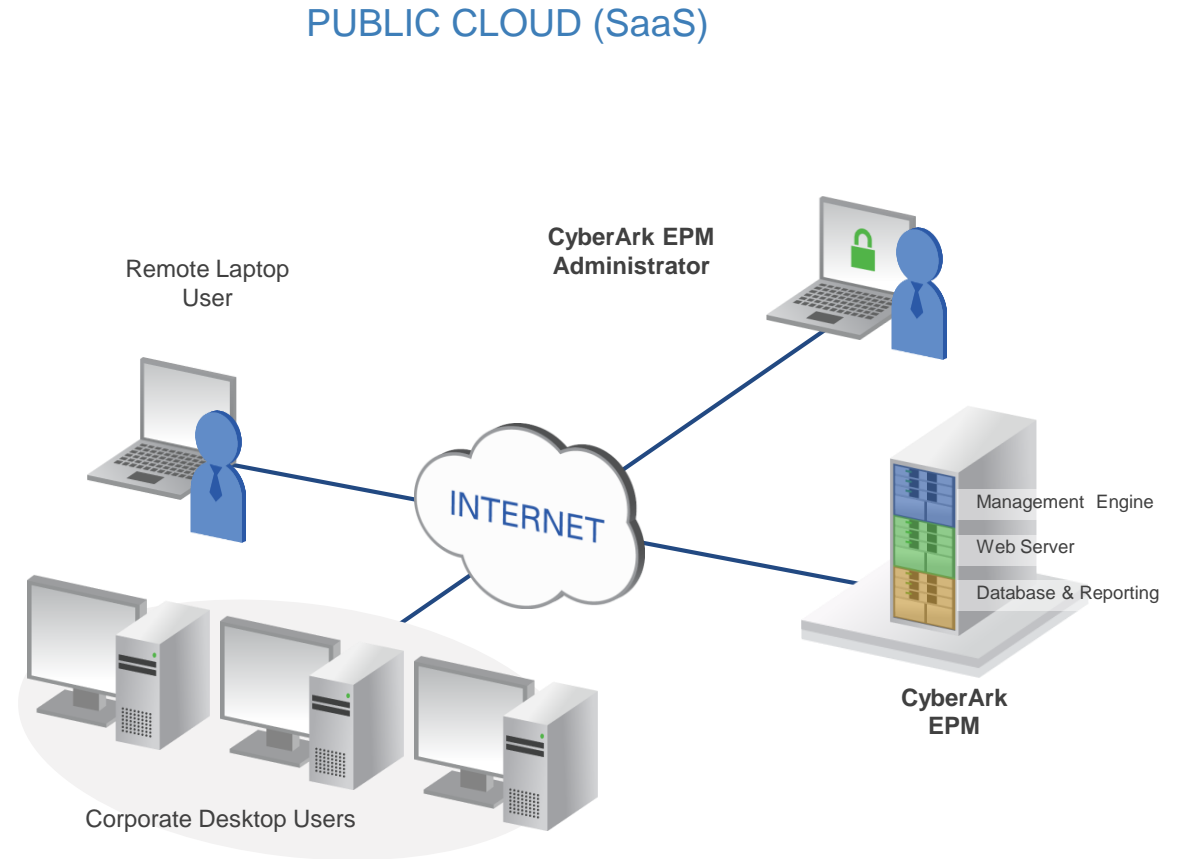 PUBLIC CLOUD (SaaS)
CyberArk EPM
Administrator
Remote Laptop
User
INTERNET
Management Engine
Web Server
Database & Reporting
CyberArk
EPM
Corporate Desktop Users